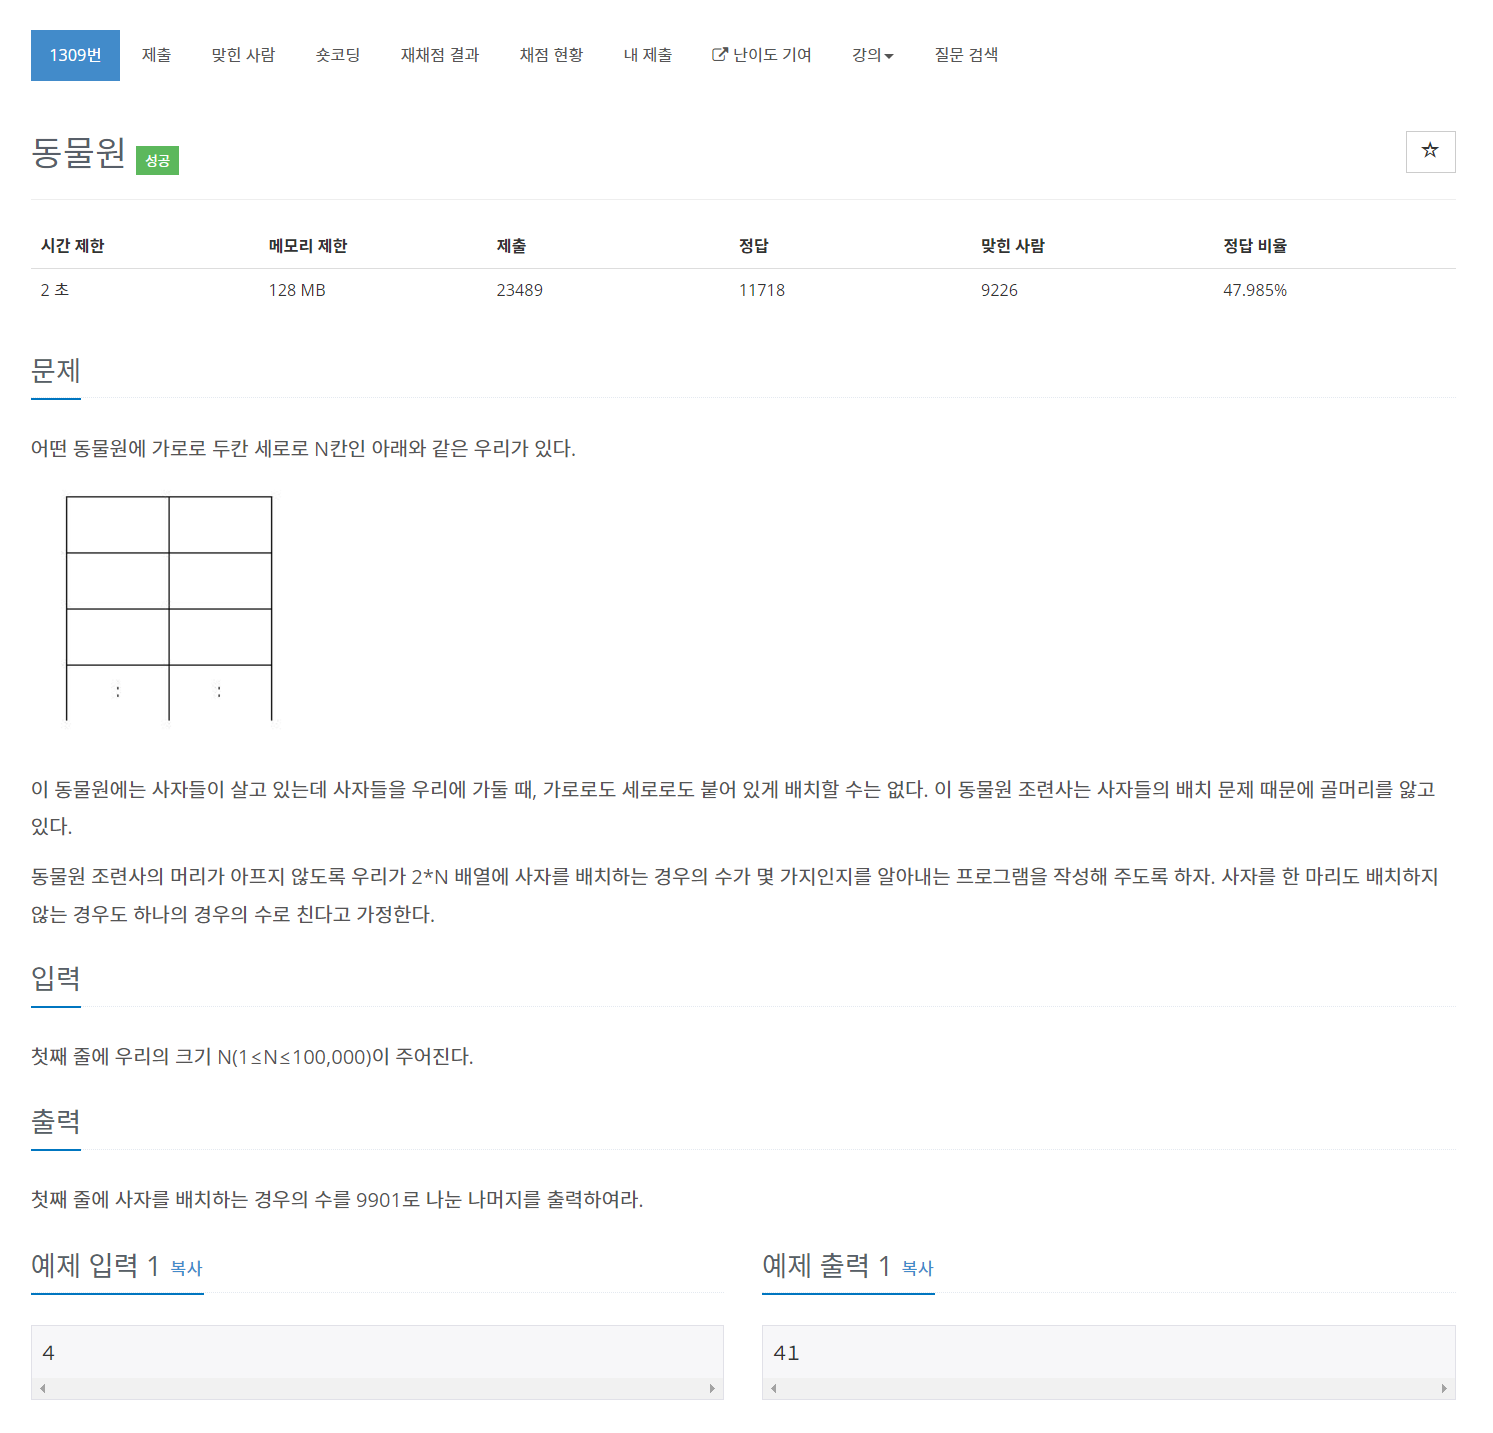 1309번 제출 맞힌 사람 숏코딩 재채점 결과 채점 현황 내 제출 난이도 기여 강의 질문 검색
동물원 성공
시간 제한 메모리 제한 제출 정답 맞힌 사람 정답 비율
2 초 128 MB 23489 11718 9226 47.985%
문제
어떤 동물원에 가로로 두칸 세로로 N칸인 아래와 같은 우리가 있다.
: :
이 동물원에는 사자들이 살고 있는데 사자들을 우리에 가둘 때, 가로로도 세로로도 붙어 있게 배치할 수는 없다. 이 동물원 조련사는 사자들의 배치 문제 때문에 골머리를 앓고
있다.
동물원 조련사의 머리가 아프지 않도록 우리가 2*N 배열에 사자를 배치하는 경우의 수가 몇 가지인지를 알아내는 프로그램을 작성해 주도록 하자. 사자를 한 마리도 배치하지
않는 경우도 하나의 경우의 수로 친다고 가정한다.
입력
첫째 줄에 우리의 크기 N(1≤N≤100,000)이 주어진다.
출력
첫째 줄에 사자를 배치하는 경우의 수를 9901로 나눈 나머지를 출력하여라.
예제 입력 1 복사 예제 출력 1 복사
4 41